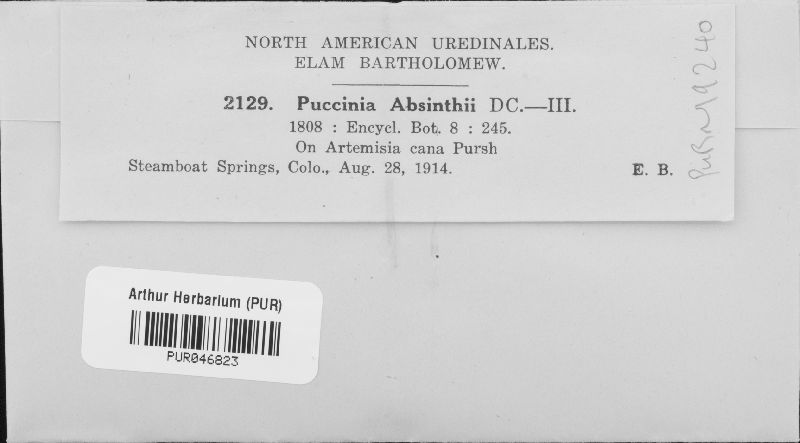 NORTH AMERICAN UREDINALES.
ELAM BARTHOLOMEW.
2129. Puccinia Absinthii DC.—III.
1808 : Encycl. Bot. 8 : 245.
On Artemisia cana Pursh
Steamboat Springs, Colo., Aug. 28, 1914. E. B.
Arthur Herbarium (PUR)
PUR046823